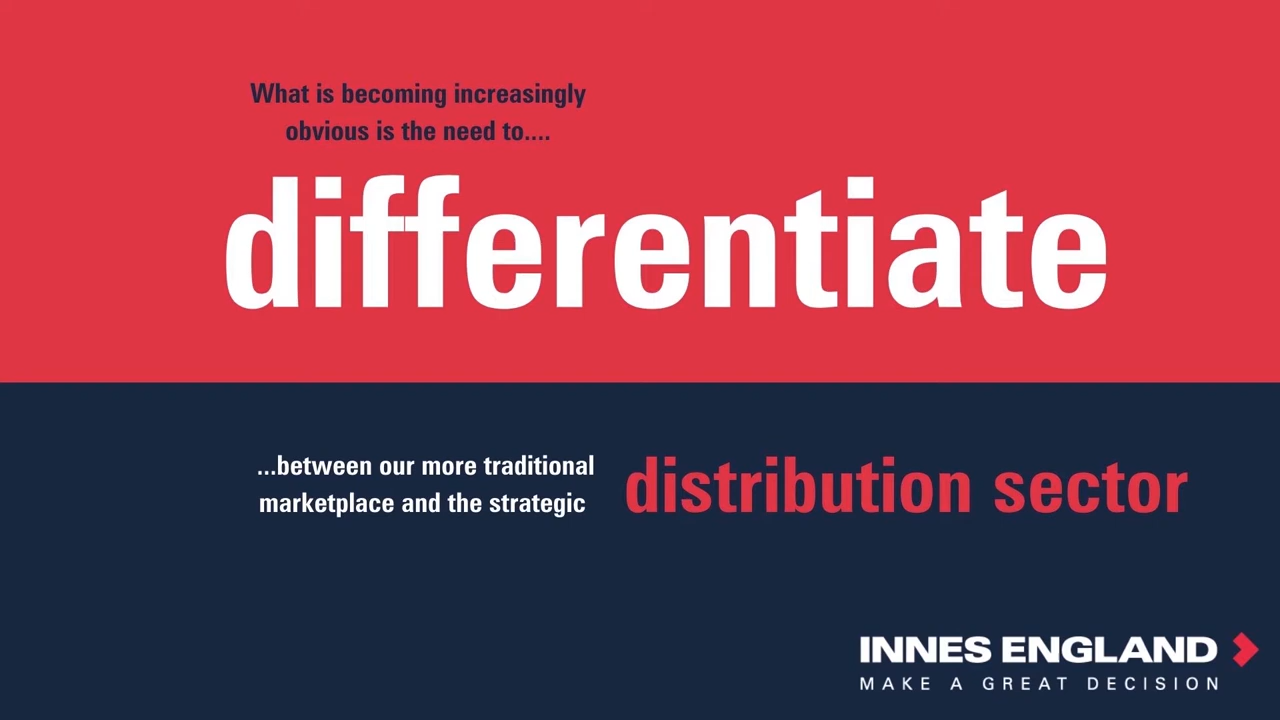 What is becoming increasingly
obvious is the need to....
differentiate
...between our more traditional
marketplace and the strategic
distribution sector
INNES ENGLAND
MAKE A GREAT DECISION